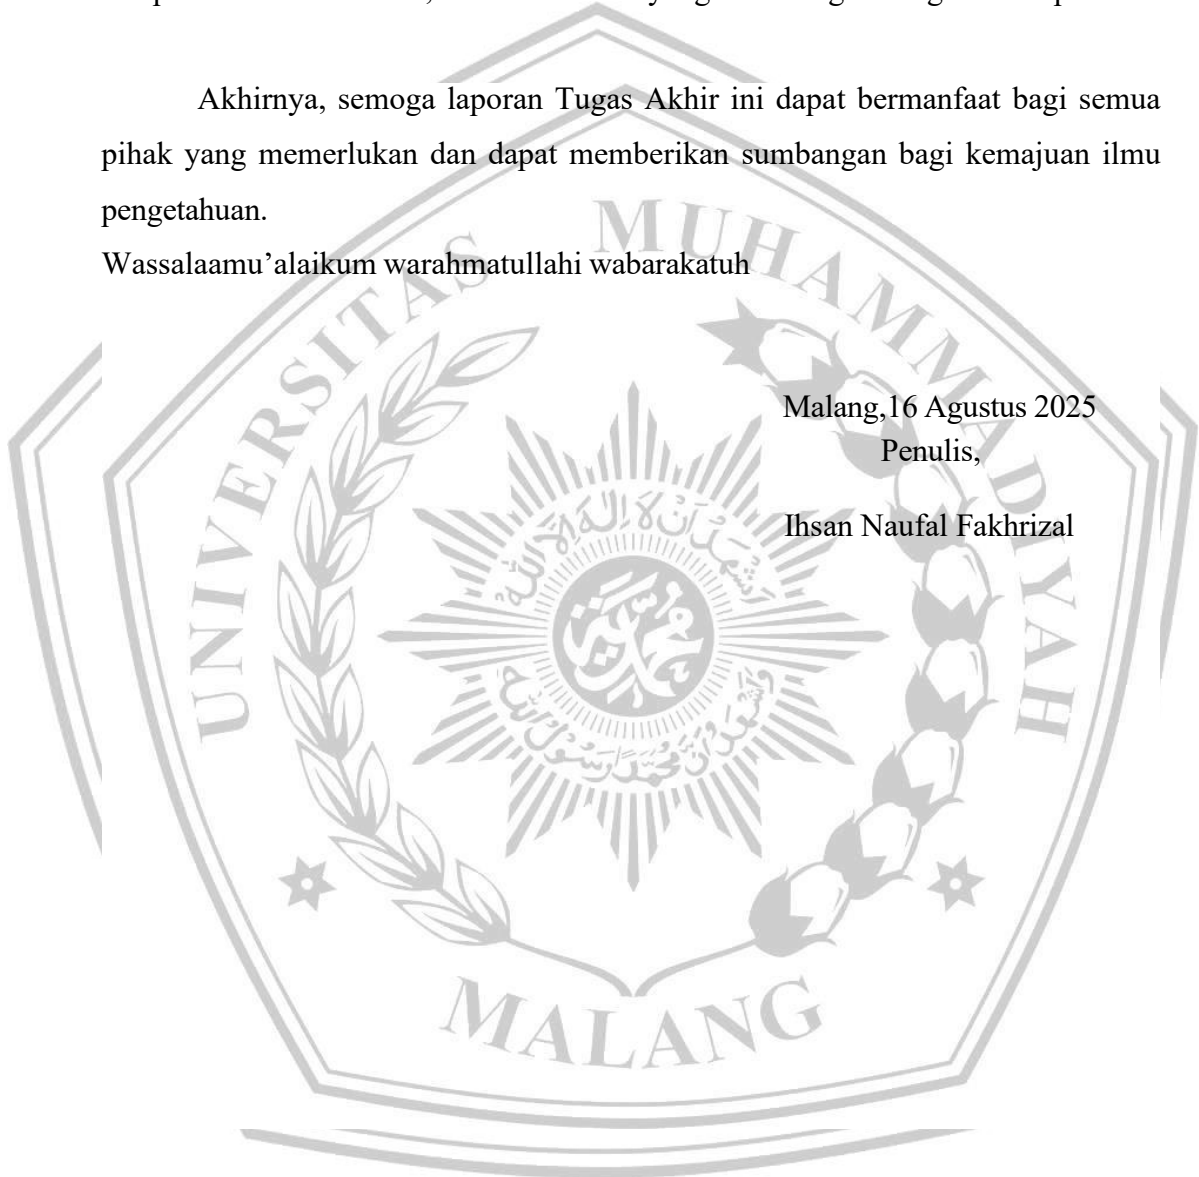 Akhirnya, semoga laporan Tugas Akhir ini dapat bermanfaat bagi semua
pihak yang memerlukan dan dapat memberikan sumbangan bagi kemajuan ilmu
pengetahuan.
Wassalaamu’alaikum warahmatullahi wabarakatuh
Malang,16 Agustus 2025
Penulis,
Ihsan Naufal Fakhrizal
UNIVERSITAS MUHAMMADIYAH
MALANG